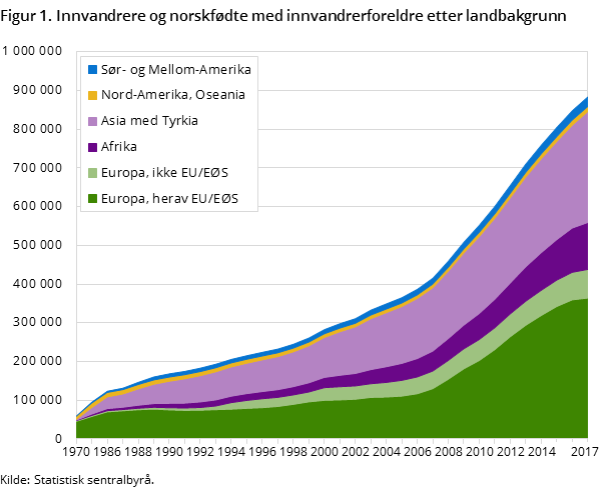 Figur 1. Innvandrere og norskfødte med innvandrerforeldre etter landbakgrunn
1 000 000
900 000
800 000
700 000
600 000
500 000
400 000
300 000
200 000
100 000
0
Sør- og Mellom-Amerika
Nord-Amerika, Oseania
Asia med Tyrkia
Afrika
Europa, ikke EU/EØS
Europa, herav EU/EØS
1970 1986 1988 1990 1992 1994 1996 1998 2000 2002 2004 2006 2008 2010 2012 2014 2017
Kilde: Statistisk sentralbyrå.